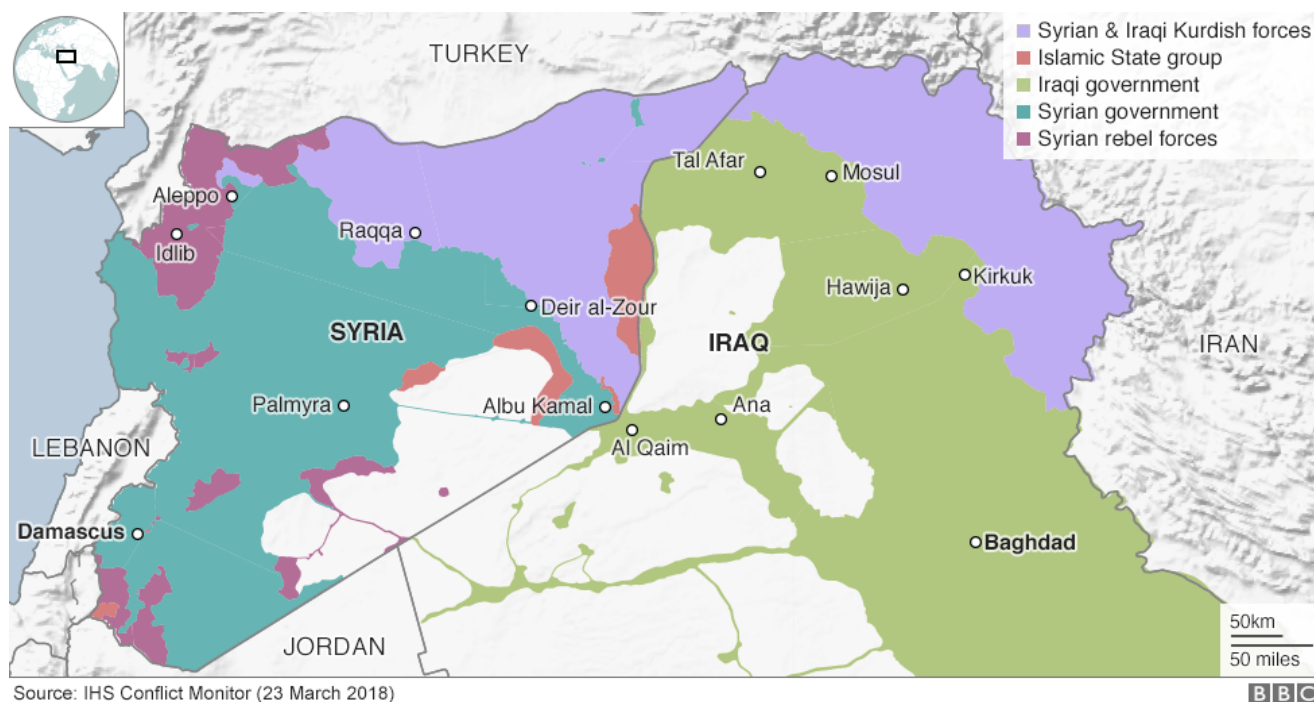 TURKEY
Syrian & Iraqi Kurdish forces
Islamic State group
Iraqi government
Syrian government
Syrian rebel forces
Tal Afar
Mosul
Aleppo
Raqqa
Idlib
Hawija
Kirkuk
Deir al-Zour
SYRIA
IRAQ
IRAN
Palmyra
Albu Kamal
Ana
LEBANON
Al Qaim
Damascus
Baghdad
JORDAN
50km
50 miles
Source: IHS Conflict Monitor (23 March 2018)
BBC